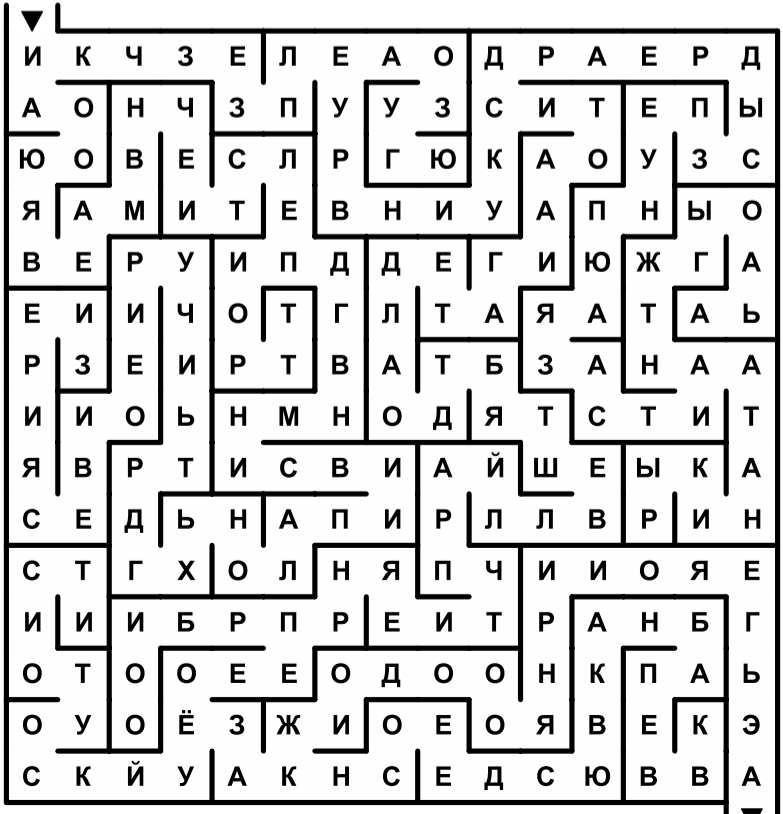 И К Ч З Е Л Е А О Д Р А Е Р Д
А О Н Ч З П У У З С И Т Е П Ы
Ю О В Е С Л Р Г Ю К А О У З С
Я А М И Т Е В Н И У А П Н Ы О
В Е Р У И П Д Д Е Г И Ю Ж Г А
Е И И Ч О Т Г Л Т А Я А Т А Ь
Р З Е И Р Т В А Т Б З А Н А А
И И О Ь Н М Н О Д Я Т С Т И Т
Я В Р Т И С В И А Й Ш Е Ы К А
С Е Д Ь Н А П И Р Л Л В Р И Н
С Т Г Х О Л Н Я П Ч И И О Я Е
И И И Б Р П Р Е И Т Р А Н Б Г
О Т О О Е Е О Д О О Н К П А Ь
О У О Ё З Ж И О Е О Я В Е К Э
С К Й У А К Н С Е Д С Ю В В А